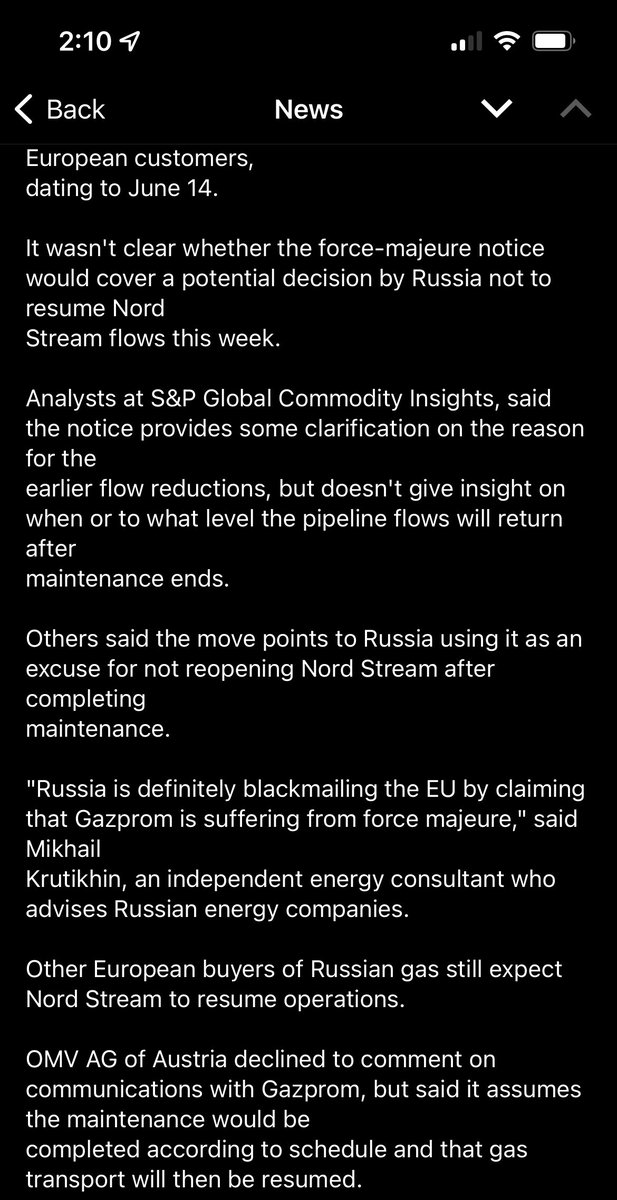 2:10
Back
News
European customers,
dating to June 14.
It wasn't clear whether the force-majeure notice
would cover a potential decision by Russia not to
resume Nord
Stream flows this week.
Analysts at S&P Global Commodity Insights, said
the notice provides some clarification on the reason
for the
earlier flow reductions, but doesn't give insight on
when or to what level the pipeline flows will return
after
maintenance ends.
Others said the move points to Russia using it as an
excuse for not reopening Nord Stream after
completing
maintenance.
"Russia is definitely blackmailing the EU by claiming
that Gazprom is suffering from force majeure," said
Mikhail
Krutikhin, an independent energy consultant who
advises Russian energy companies.
Other European buyers of Russian gas still expect
Nord Stream to resume operations.
OMV AG of Austria declined to comment on
communications with Gazprom, but said it assumes
the maintenance would be
completed according to schedule and that gas
transport will then be resumed.